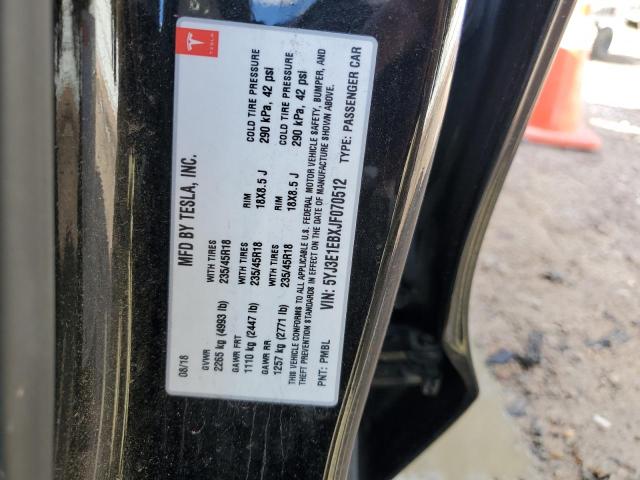 TESLA
MFD BY TESLA, INC.
08/18
GVWR
2265 kg (4993 lb)
GAWR FRT WITH TIRES RIM COLD TIRE PRESSURE
1110 kg (2447 lb) 235/45R18 18X8.5 J 290 kPa, 42 psi
GAWR RR WITH TIRES RIM COLD TIRE PRESSURE
1257 kg (2771 lb) 235/45R18 18X8.5 J 290 kPa, 42 psi
THIS VEHICLE CONFORMS TO ALL APPLICABLE U.S. FEDERAL MOTOR VEHICLE SAFETY, BUMPER, AND
THEFT PREVENTION STANDARDS IN EFFECT ON THE DATE OF MANUFACTURE SHOWN ABOVE.
VIN: 5YJ3E1EBXJF070512
PNT: PMBL TYPE: PASSENGER CAR